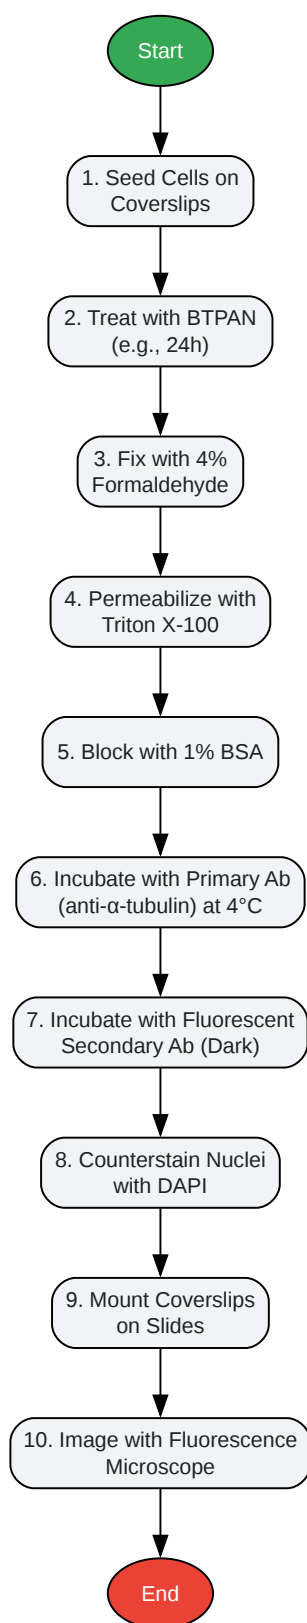 Start
1. Seed Cells on
Coverslips
2. Treat with BTPAN
(e.g., 24h)
3. Fix with 4%
Formaldehyde
4. Permeabilize with
Triton X-100
5. Block with 1% BSA
6. Incubate with Primary Ab
(anti-α-tubulin) at 4°C
7. Incubate with Fluorescent
Secondary Ab (Dark)
8. Counterstain Nuclei
with DAPI
9. Mount Coverslips
on Slides
10. Image with Fluorescence
Microscope
End